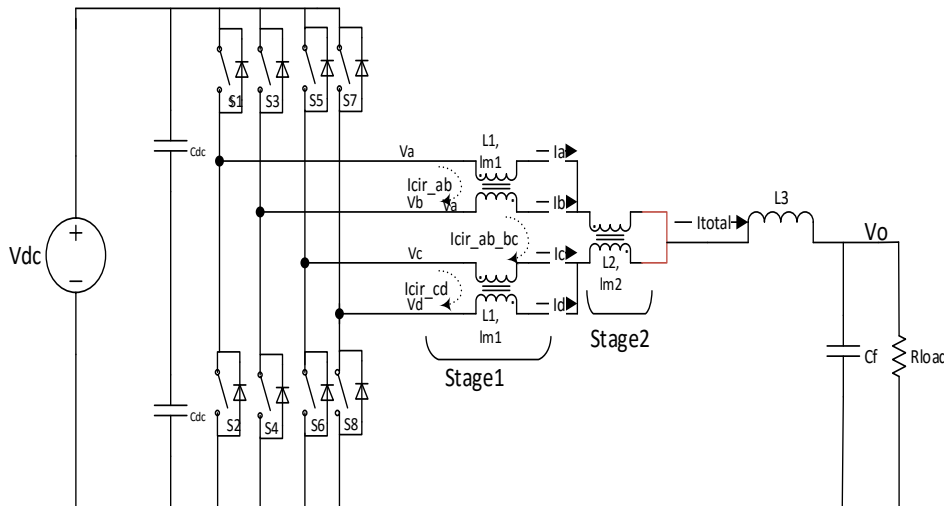 S1
S3
S5
S7
Cdc
Va
L1,
lm1
Ia
Icir_ab
Vb
Va
Ib
L3
Itotal
Vo
Vdc
+
−
Icir_ab_bc
Vc
Ic
L2,
lm2
Icir_cd
Vd
L1,
lm1
Id
Stage2
Stage1
Cf
Rload
Cdc
S2
S4
S6
S8